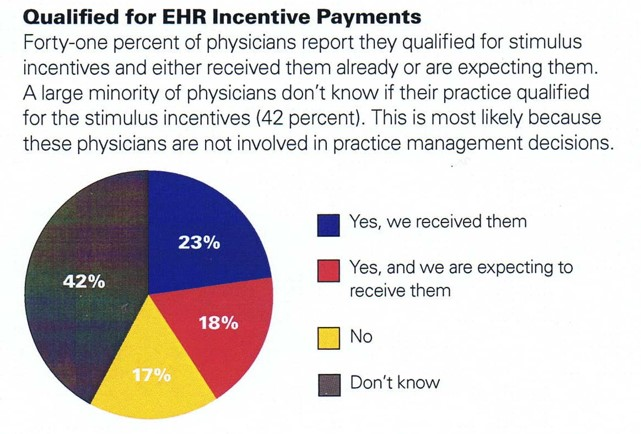 Qualified for EHR Incentive Payments
Forty-one percent of physicians report they qualified for stimulus
incentives and either received them already or are expecting them.
A large minority of physicians don't know if their practice qualified
for the stimulus incentives (42 percent). This is most likely because
these physicians are not involved in practice management decisions.
23%
18%
17%
42%
Yes, we received them
Yes, and we are expecting to
receive them
No
Don't know